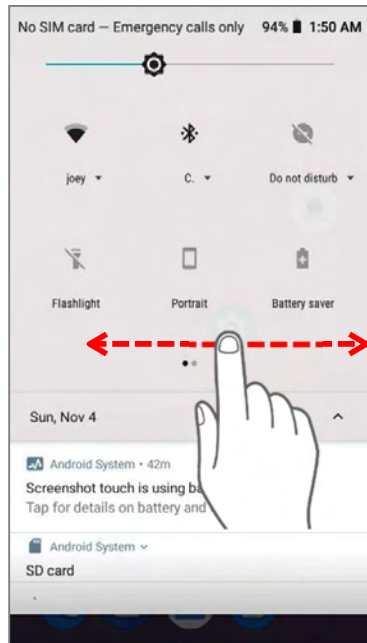 No SIM card — Emergency calls only 94% 1:50 AM
joey C. Do not disturb
Flashlight Portrait Battery saver
Sun, Nov 4
Android System • 42m
Screenshot touch is using
Tap for details on battery and
Android System
SD card